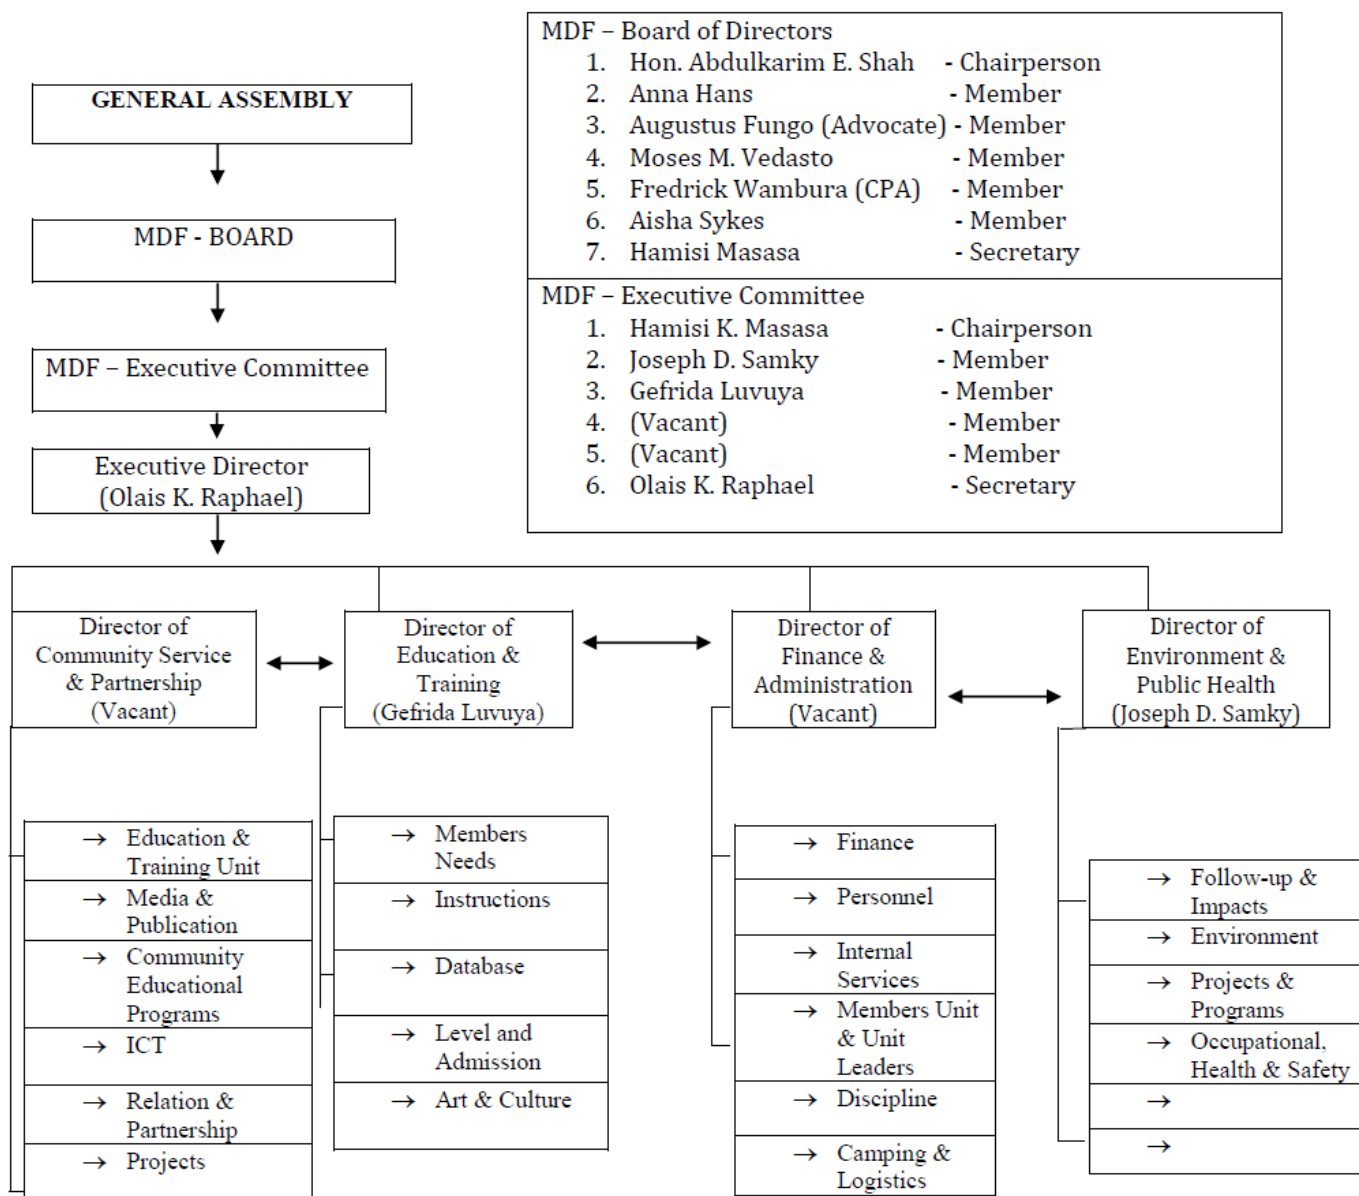 GENERAL ASSEMBLY
MDF - BOARD
MDF – Executive Committee
Executive Director
(Olais K. Raphael)
MDF – Board of Directors
1. Hon. Abdulkarim E. Shah - Chairperson
2. Anna Hans - Member
3. Augustus Fungo (Advocate) - Member
4. Moses M. Vedasto - Member
5. Fredrick Wambura (CPA) - Member
6. Aisha Sykes - Member
7. Hamisi Masasa - Secretary
MDF – Executive Committee
1. Hamisi K. Masasa - Chairperson
2. Joseph D. Samky - Member
3. Gefrida Luvuya - Member
4. (Vacant) - Member
5. (Vacant) - Member
6. Olais K. Raphael - Secretary
Director of
Community Service
& Partnership
(Vacant)
Director of
Education &
Training
(Gefrida Luvuya)
Director of
Finance &
Administration
(Vacant)
Director of
Environment &
Public Health
(Joseph D. Samky)
→ Education &
Training Unit
→ Media &
Publication
→ Community
Educational
Programs
→ ICT
→ Relation &
Partnership
→ Projects
→ Members
Needs
→ Instructions
→ Database
→ Level and
Admission
→ Art & Culture
→ Finance
→ Personnel
→ Internal
Services
→ Members Unit
& Unit
Leaders
→ Discipline
→ Camping &
Logistics
→ Follow-up &
Impacts
→ Environment
→ Projects &
Programs
→ Occupational,
Health & Safety
→
→